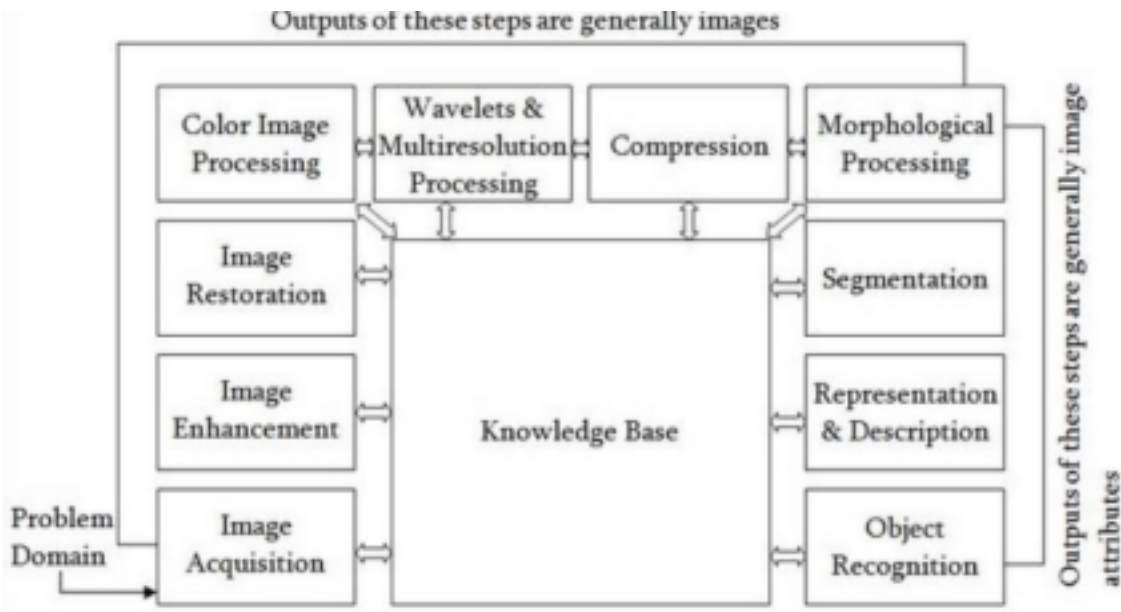 Outputs of these steps are generally images
Color Image
Processing
Wavelets &
Multiresolution
Processing
Compression
Morphological
Processing
Image
Restoration
Segmentation
Image
Enhancement
Knowledge Base
Representation
& Description
Problem
Domain
Image
Acquisition
Object
Recognition
Outputs of these steps are generally image
attributes